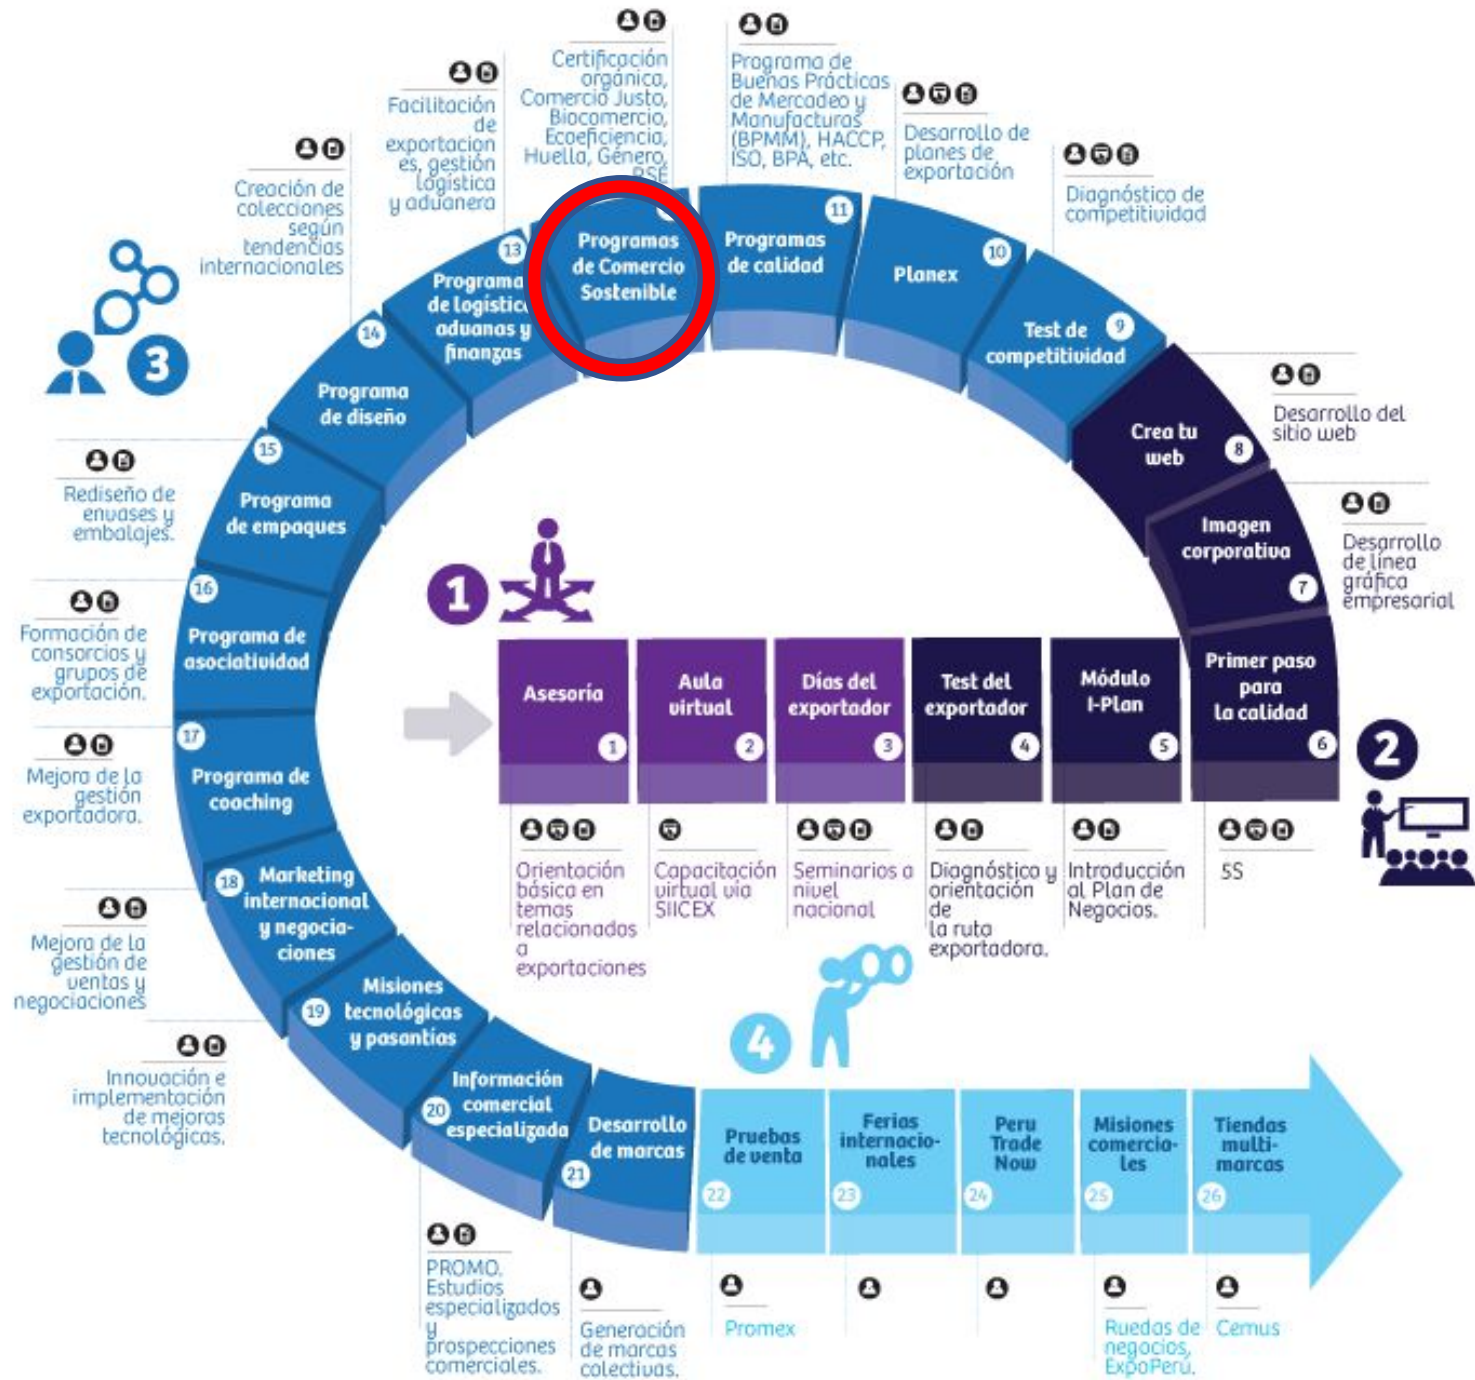 Certificación
orgánica,
Comercio Justo,
Biocomercio,
Ecoeficiencia,
Huella, Género,
RSE
Programa de
Buenas Prácticas
de Mercadeo y
Manufacturas
(BPMM), HACCP,
ISO, BPA, etc.
Facilitación
de
exportacion
es, gestión
logística
y aduanera
Desarrollo de
planes de
exportación
Diagnóstico de
competitividad
Creación de
colecciones
según
tendencias
internacionales
3
Programas
de Comercio
Sostenible
11
Programas
de calidad
10
Planex
9
Test de
competitividad
13
Programa
de logística
aduanas y
finanzas
14
Programa
de diseño
Desarrollo del
sitio web
Crea tu
web
8
15
Programa
de empaques
Rediseño de
envases y
embalajes.
Imagen
corporativa
7
Desarrollo
de línea
gráfica
empresarial
1
16
Programa de
asociatividad
Formación de
consorcios y
grupos de
exportación.
Asesoría
1
Aula
virtual
2
Días del
exportador
3
Test del
exportador
4
Módulo
I-Plan
5
Primer paso
para
la calidad
6
2
17
Programa de
coaching
Mejora de la
gestión
exportadora.
Orientación
básica en
temas
relacionados
a
exportaciones
Capacitación
virtual vía
SIICEX
Seminarios a
nivel
nacional
Diagnóstico y
orientación
de
la ruta
exportadora.
Introducción
al Plan de
Negocios.
5S
18
Marketing
internacional
y negocia-
ciones
Mejora de la
gestión de
ventas y
negociaciones
19
Misiones
tecnológicas
y pasantías
Innovación e
implementación
de mejoras
tecnológicas.
4
20
Información
comercial
especializada
21
Desarrollo
de marcas
Pruebas
de venta
22
Ferias
internacio-
nales
23
Peru
Trade
Now
24
Misiones
comercia-
les
25
Tiendas
multi-
marcas
26
PROMO.
Estudios
especializados
y
prospecciones
comerciales.
Generación
de marcas
colectivas.
Promex
Ruedas de
negocios,
ExpoPerú.
Cemus